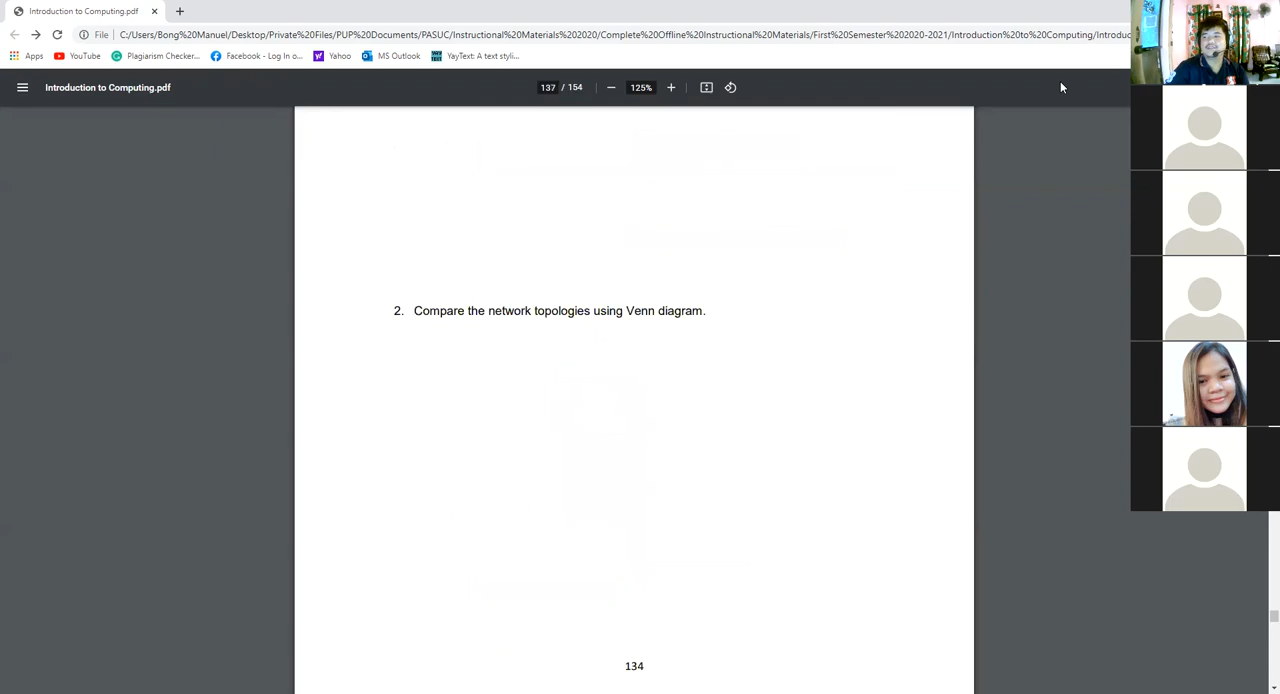 Introduction to Computing.pdf
File C:/Users/Bong%20Manuel/Desktop/Private%20Files/PUP%20Documents/PASUC/Instructional%20Materials%202020/Complete%20Offline%20Instructional%20Materials/First%20Semester%202020-2021/Introduction%20to%20Computing/Introduc
Apps YouTube Plagiarism Checker... Facebook - Log In o... Yahoo MS Outlook YayText: A text styli...
Introduction to Computing.pdf 137 / 154 125%
2. Compare the network topologies using Venn diagram.
134